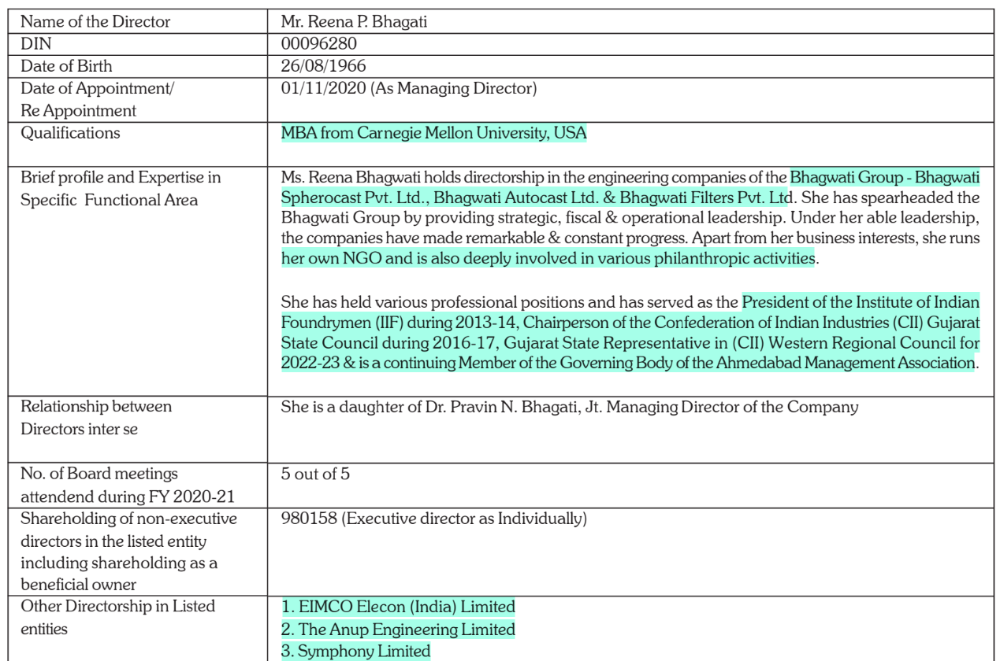 Name of the Director
Mr. Reena P. Bhagati
DIN
00096280
Date of Birth
26/08/1966
Date of Appointment/
Re Appointment
01/11/2020 (As Managing Director)
Qualifications
MBA from Carnegie Mellon University, USA
Brief profile and Expertise in
Specific Functional Area
Ms. Reena Bhagwati holds directorship in the engineering companies of the Bhagwati Group - Bhagwati
Spherocast Pvt. Ltd., Bhagwati Autocast Ltd. & Bhagwati Filters Pvt. Ltd. She has spearheaded the
Bhagwati Group by providing strategic, fiscal & operational leadership. Under her able leadership,
the companies have made remarkable & constant progress. Apart from her business interests, she runs
her own NGO and is also deeply involved in various philanthropic activities.
She has held various professional positions and has served as the President of the Institute of Indian
Foundrymen (IIF) during 2013-14, Chairperson of the Confederation of Indian Industries (CII) Gujarat
State Council during 2016-17, Gujarat State Representative in (CII) Western Regional Council for
2022-23 & is a continuing Member of the Governing Body of the Ahmedabad Management Association.
Relationship between
Directors inter se
She is a daughter of Dr. Pravin N. Bhagati, Jt. Managing Director of the Company
No. of Board meetings
attendend during FY 2020-21
5 out of 5
Shareholding of non-executive
directors in the listed entity
including shareholding as a
beneficial owner
980158 (Executive director as Individually)
Other Directorship in Listed
entities
1. EIMCO Elecon (India) Limited
2. The Anup Engineering Limited
3. Symphony Limited